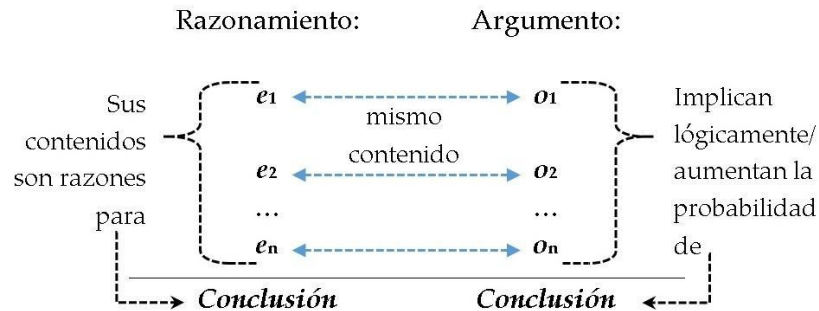 Razonamiento: Argumento:
e1 o1
Sus
contenidos
son razones
para
mismo
contenido
Implican
lógicamente/
aumentan la
probabilidad
de
e2 o2
... ...
en on
Conclusión Conclusión